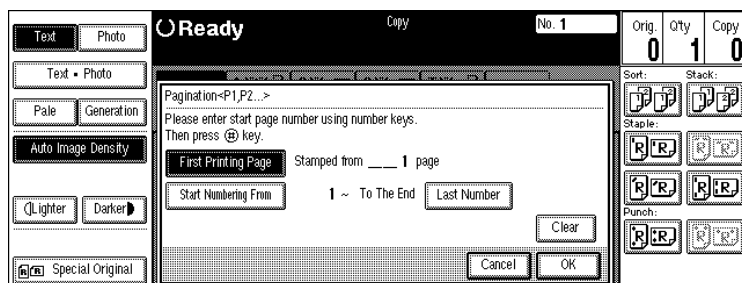 Text
Photo
Text • Photo
Pale
Generation
Auto Image Density
Lighter
Darker
Special Original
Ready
Copy
No. 1
Pagination<P1,P2...>
Please enter start page number using number keys.
Then press (#) key.
First Printing Page
Stamped from __ __ 1 page
Start Numbering From
1 ~ To The End
Last Number
Clear
Cancel
OK
Orig.
Q'ty
Copy
0
1
0
Sort:
Stack:
Staple:
Punch: